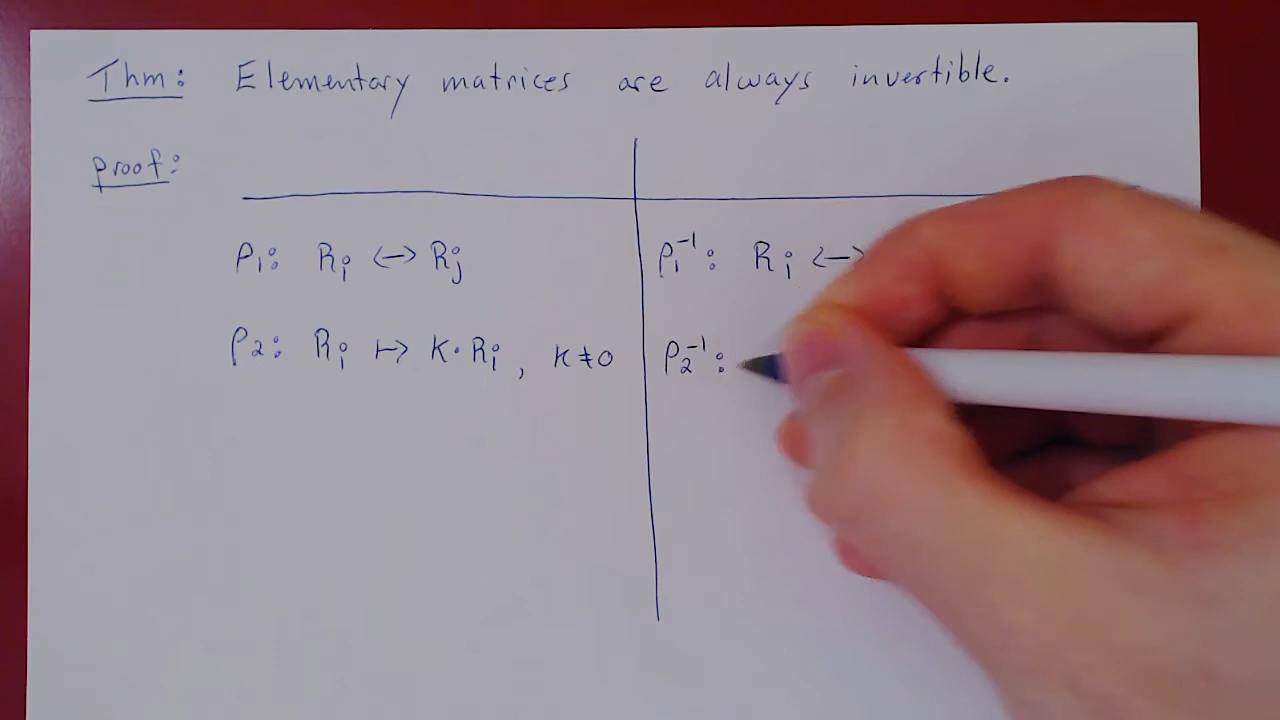 Thm: Elementary matrices are always invertible.
proof:
ρ₁: Rᵢ ↔ Rⱼ
ρ₁⁻¹: Rᵢ ↔
ρ₂: Rᵢ ↦ K·Rᵢ, K≠0
ρ₂⁻¹: